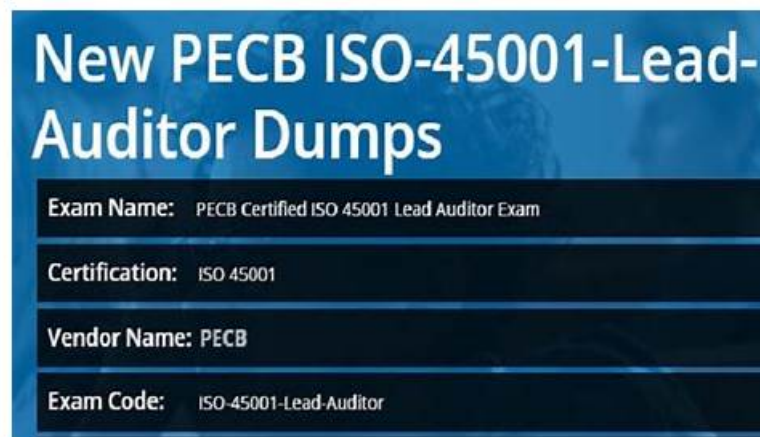 New PECB ISO-45001-Lead-
Auditor Dumps
Exam Name: PECB Certified ISO 45001 Lead Auditor Exam
Certification: ISO 45001
Vendor Name: PECB
Exam Code: ISO-45001-Lead-Auditor